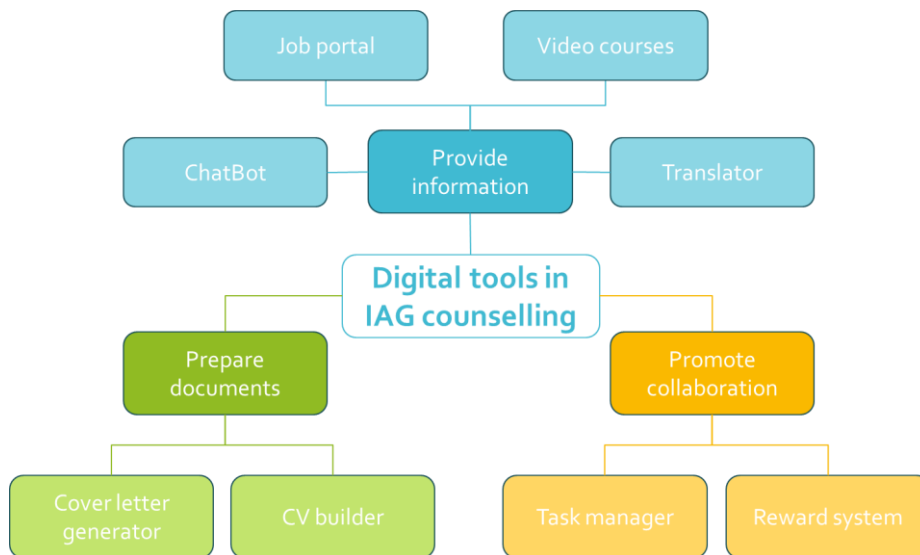 Job portal
Video courses
ChatBot
Provide
information
Translator
Digital tools in
IAG counselling
Prepare
documents
Promote
collaboration
Cover letter
generator
CV builder
Task manager
Reward system